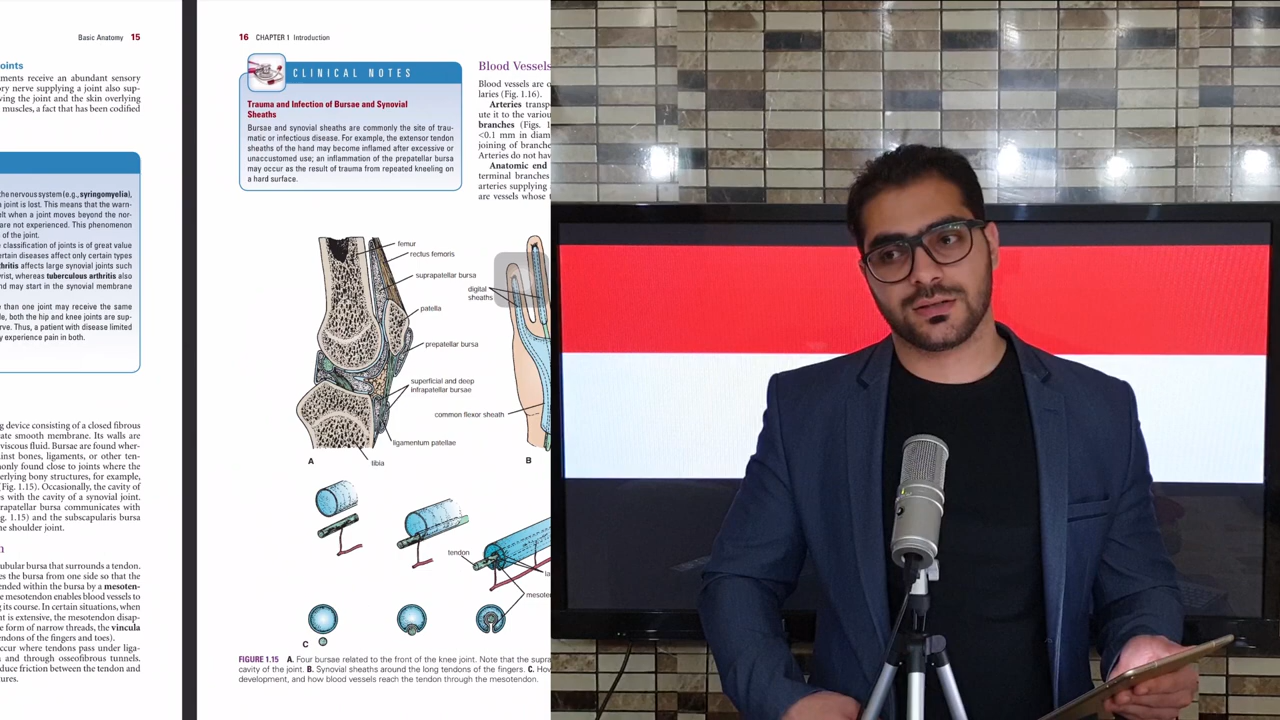 Basic Anatomy 15
oints
ments receive an abundant sensory
ory nerve supplying a joint also sup-
ving the joint and the skin overlying
muscles, a fact that has been codified
the nervous system (e.g., syringomyelia),
a joint is lost. This means that the warn-
elt when a joint moves beyond the nor-
are not experienced. This phenomenon
of the joint.
classification of joints is of great value
ertain diseases affect only certain types
thritis affects large synovial joints such
rist, whereas tuberculous arthritis also
nd may start in the synovial membrane
e than one joint may receive the same
le, both the hip and knee joints are sup-
rve. Thus, a patient with disease limited
y experience pain in both.
g device consisting of a closed fibrous
ate smooth membrane. Its walls are
viscous fluid. Bursae are found wher-
inst bones, ligaments, or other ten-
monly found close to joints where the
erlying bony structures, for example,
(Fig. 1.15). Occasionally, the cavity of
s with the cavity of a synovial joint.
rapatellar bursa communicates with
g. 1.15) and the subscapularis bursa
he shoulder joint.
n
ubular bursa that surrounds a tendon.
es the bursa from one side so that the
ended within the bursa by a mesoten-
e mesotendon enables blood vessels to
g its course. In certain situations, when
t is extensive, the mesotendon disap-
e form of narrow threads, the vincula
endons of the fingers and toes).
ccur where tendons pass under liga-
and through osseofibrous tunnels.
duce friction between the tendon and
tures.
16 CHAPTER 1 Introduction
CLINICAL NOTES
Trauma and Infection of Bursae and Synovial
Sheaths
Bursae and synovial sheaths are commonly the site of trau-
matic or infectious disease. For example, the extensor tendon
sheaths of the hand may become inflamed after excessive or
unaccustomed use; an inflammation of the prepatellar bursa
may occur as the result of trauma from repeated kneeling on
a hard surface.
Blood Vessels
Blood vessels are o
laries (Fig. 1.16).
Arteries transp
ute it to the variou
branches (Figs. 1
<0.1 mm in diam
joining of branche
Arteries do not hav
Anatomic end
terminal branches
arteries supplying
are vessels whose t
femur
rectus femoris
suprapatellar bursa
digital
sheaths
patella
prepatellar bursa
superficial and deep
infrapatellar bursae
common flexor sheath
ligamentum patellae
A
B
tibia
tendon
la
mesote
C
FIGURE 1.15 A. Four bursae related to the front of the knee joint. Note that the supra
cavity of the joint. B. Synovial sheaths around the long tendons of the fingers. C. How
development, and how blood vessels reach the tendon through the mesotendon.